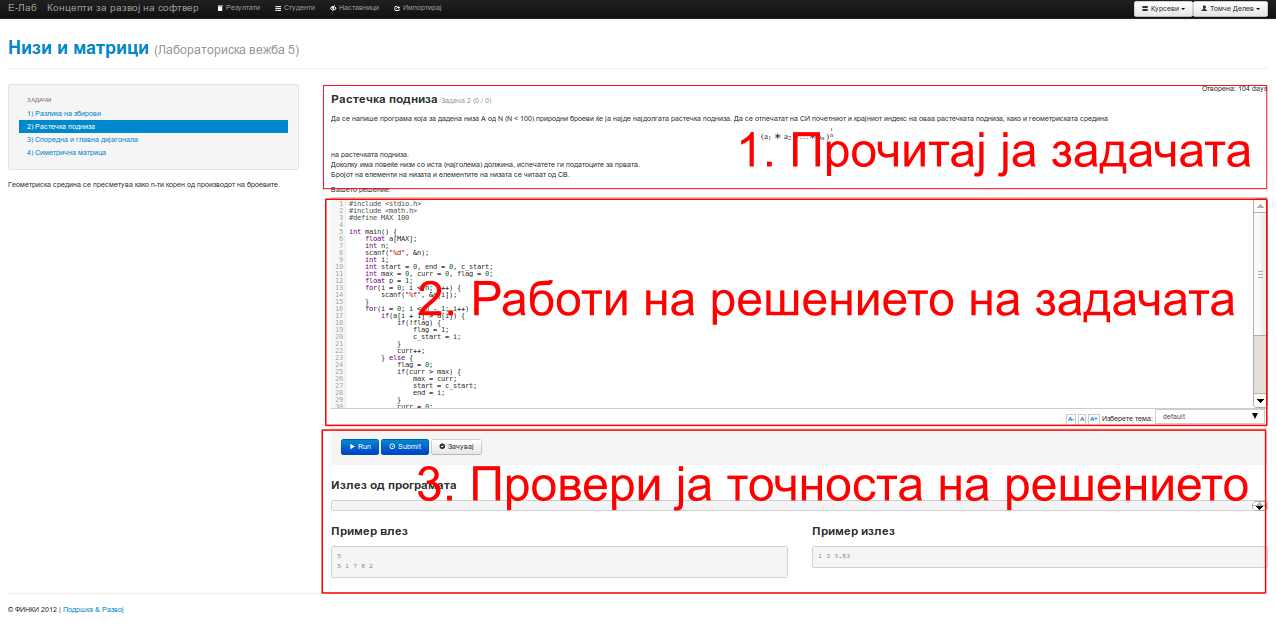 Е-Лаб Концепти за развој на софтвер Резултати Студенти Наставници Импортирај Курсеви Томче Делев
Низи и матрици (Лабораториска вежба 5)
ЗАДАЧИ
1) Разлика на збирови
2) Растечка подниза
3) Споредна и главна дијагонала
4) Симетрична матрица
Геометриска средина се пресметува како n-ти корен од производот на броевите.
Отворена: 104 days
Растечка подниза Задача 2 (0 / 0)
Да се напише програма која за дадена низа А од N (N < 100) природни броеви ќе ја најде најдолгата растечка подниза. Да се отпечатат на СИ почетниот и крајниот индекс на оваа растечката подниза, како и геометриската средина
1. Прочитај ја задачата
на растечката подниза.
Доколку има повеќе низи со иста (најголема) должина, испечатете ги податоците за првата.
Бројот на елементи на низата и елементите на низата се читаат од СВ.
Вашето решение:
1 #include <stdio.h>
2 #include <math.h>
3 #define MAX 100
4
5 int main() {
6 float a[MAX];
7 int n;
8 scanf("%d", &n);
9 int i;
10 int start = 0, end = 0, c_start;
11 int max = 0, curr = 0, flag = 0;
12 float p = 1;
2. Работи на решението на задачата
13 for(i = 0; i < n; i++) {
14 scanf("%f", &a[i]);
15 }
16 for(i = 0; i < n - 1; i++)
17 if(a[i + 1] > a[i]) {
18 if(!flag) {
19 flag = 1;
20 c_start = i;
21 }
22 curr++;
23 } else {
24 flag = 0;
25 if(curr > max) {
26 max = curr;
27 start = c_start;
28 end = i;
29 }
30 curr = 0;
A- A A+ Изберете тема: default
Run Submit Зачувај
3. Провери ја точноста на решението
Излез од програмата
Пример влез
5
5 1 7 8 2
Пример излез
1 3 3.83
© ФИНКИ 2012 | Подршка & Развој